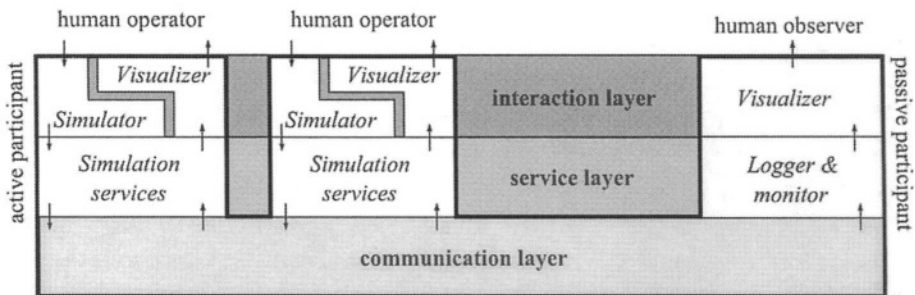 human operator
human operator
human observer
active participant
Visualizer
Simulator
Simulation
services
Visualizer
Simulator
Simulation
services
interaction layer
service layer
Visualizer
Logger &
monitor
passive participant
communication layer